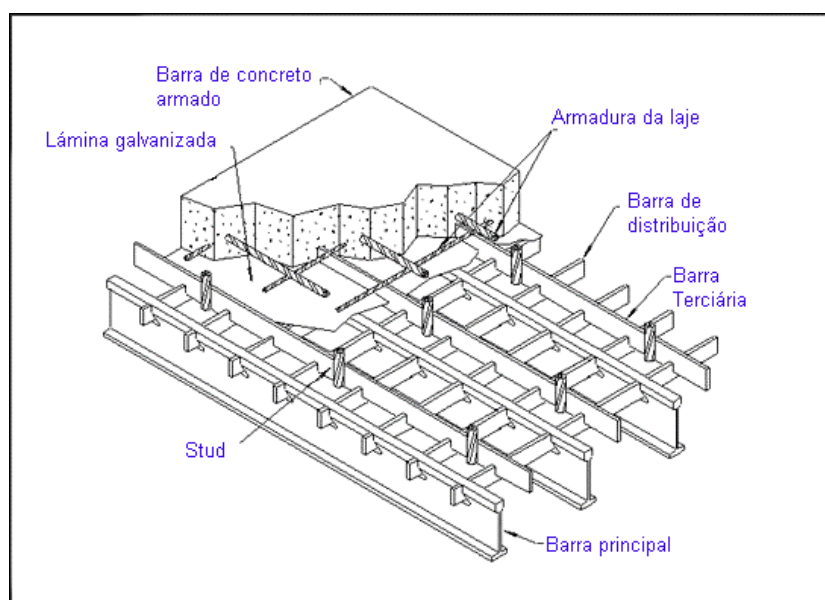 Barra de concreto
armado
Armadura da laje
Lámina galvanizada
Barra de
distribuição
Barra
Terciária
Stud
Barra principal